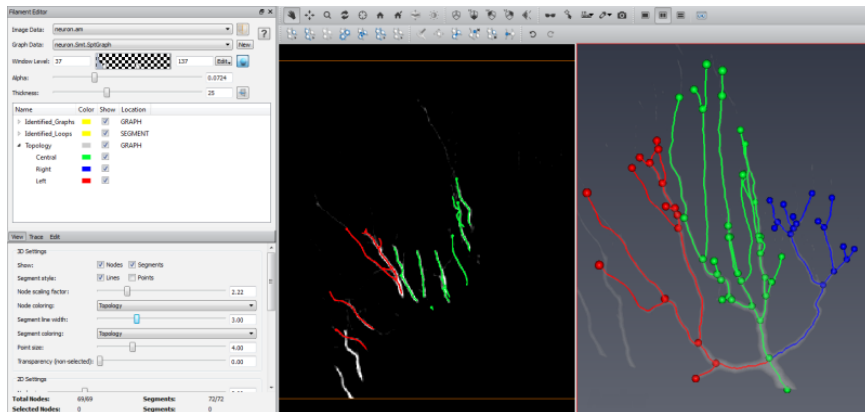 Filament Editor
Image Data: neuron.am
Graph Data: neuron.Smt.SptGraph New
Window Level: 37 137 Edit
Alpha: 0.0724
Thickness: 25
Name Color Show Location
Identified_Graphs GRAPH
Identified_Loops SEGMENT
Topology GRAPH
Central
Right
Left
View Trace Edit
3D Settings
Show: Nodes Segments
Segment style: Lines Points
Node scaling factor: 2.22
Node coloring: Topology
Segment line width: 3.00
Segment coloring: Topology
Point size: 4.00
Transparency (non-selected): 0.00
2D Settings
Total Nodes: 69/69 Segments: 72/72
Selected Nodes: 0 Segments: 0